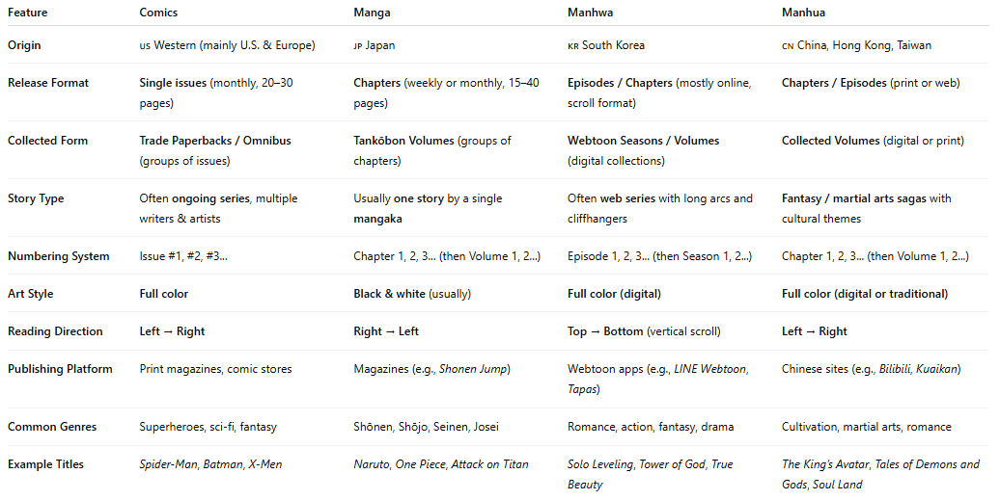 Feature Comics Manga Manhwa Manhua
Origin US Western (mainly U.S. & Europe) JP Japan KR South Korea CN China, Hong Kong, Taiwan
Release Format Single issues (monthly, 20–30 Chapters (weekly or monthly, 15–40 Episodes / Chapters (mostly online, Chapters / Episodes (print or web)
pages) pages) scroll format)
Collected Form Trade Paperbacks / Omnibus Tankōbon Volumes (groups of Webtoon Seasons / Volumes Collected Volumes (digital or print)
(groups of issues) chapters) (digital collections)
Story Type Often ongoing series, multiple Usually one story by a single Often web series with long arcs and Fantasy / martial arts sagas with
writers & artists mangaka cliffhangers cultural themes
Numbering System Issue #1, #2, #3... Chapter 1, 2, 3... (then Volume 1, 2...) Episode 1, 2, 3... (then Season 1, 2...) Chapter 1, 2, 3... (then Volume 1, 2...)
Art Style Full color Black & white (usually) Full color (digital) Full color (digital or traditional)
Reading Direction Left → Right Right → Left Top → Bottom (vertical scroll) Left → Right
Publishing Platform Print magazines, comic stores Magazines (e.g., Shonen Jump) Webtoon apps (e.g., LINE Webtoon, Chinese sites (e.g., Bilibili, Kuaikan)
Tapas)
Common Genres Superheroes, sci-fi, fantasy Shōnen, Shōjo, Seinen, Josei Romance, action, fantasy, drama Cultivation, martial arts, romance
Example Titles Spider-Man, Batman, X-Men Naruto, One Piece, Attack on Titan Solo Leveling, Tower of God, True The King's Avatar, Tales of Demons and
Beauty Gods, Soul Land